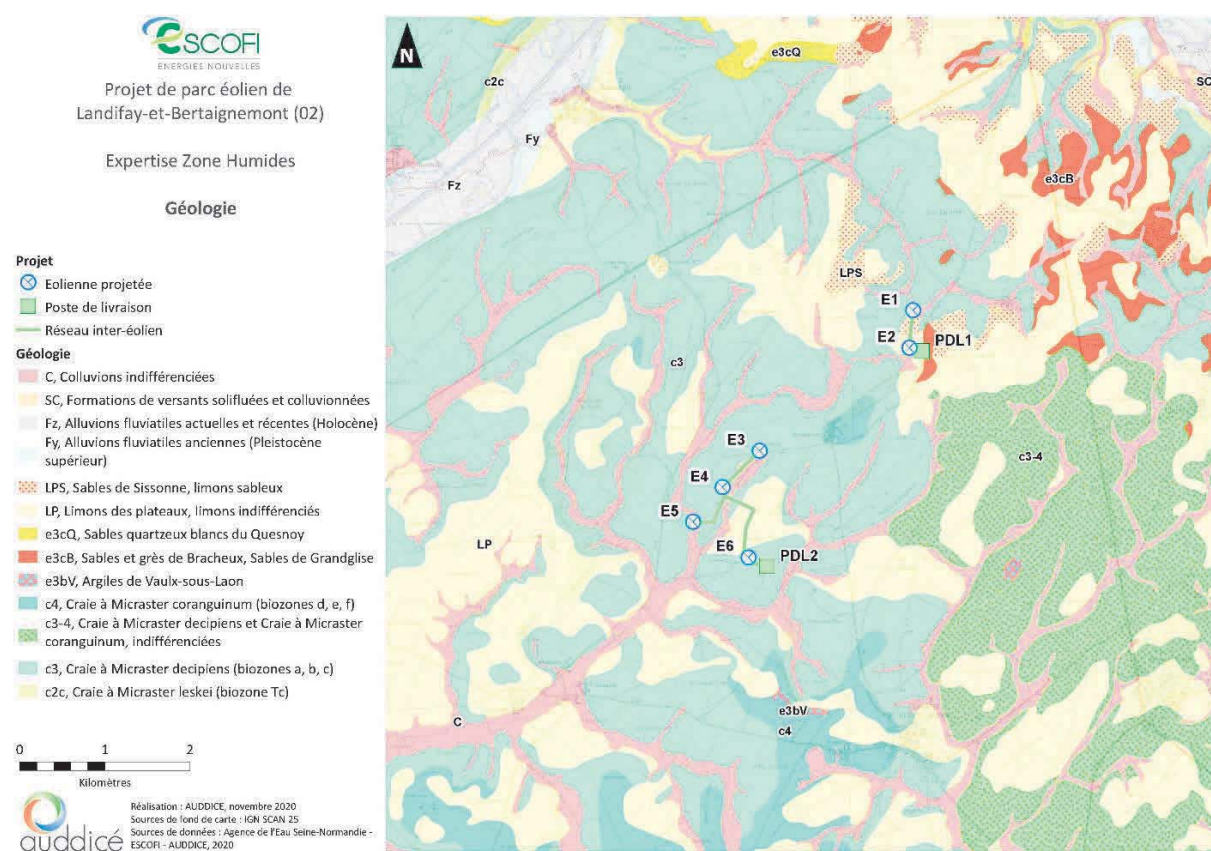 ESCOFI
ENERGIES NOUVELLES
Projet de parc éolien de
Landifay-et-Bertaignemont (02)
Expertise Zone Humides
Géologie
Projet
Eolienne projetée
Poste de livraison
Réseau inter-éolien
Géologie
C, Colluvions indifférenciées
SC, Formations de versants solifluées et colluvionnées
Fz, Alluvions fluviatiles actuelles et récentes (Holocène)
Fy, Alluvions fluviatiles anciennes (Pleistocène
supérieur)
LPS, Sables de Sissonne, limons sableux
LP, Limons des plateaux, limons indifférenciés
e3cQ, Sables quartzeux blancs du Quesnoy
e3cB, Sables et grès de Bracheux, Sables de Grandglise
e3bV, Argiles de Vaulx-sous-Laon
c4, Craie à Micraster coranguinum (biozones d, e, f)
c3-4, Craie à Micraster decipiens et Craie à Micraster
coranguinum, indifférenciées
c3, Craie à Micraster decipiens (biozones a, b, c)
c2c, Craie à Micraster leskei (biozone Tc)
0 1 2
Kilomètres
auddicé
Réalisation : AUDDICE, novembre 2020
Sources de fond de carte : IGN SCAN 25
Sources de données : Agence de l'Eau Seine-Normandie -
ESCOFI - AUDDICE, 2020
N
e3cQ
c2c
SC
Fy
Fz
e3cB
LPS
E1
E2
PDL1
c3
E3
c3-4
E4
E5
LP
E6
PDL2
e3bV
C
c4